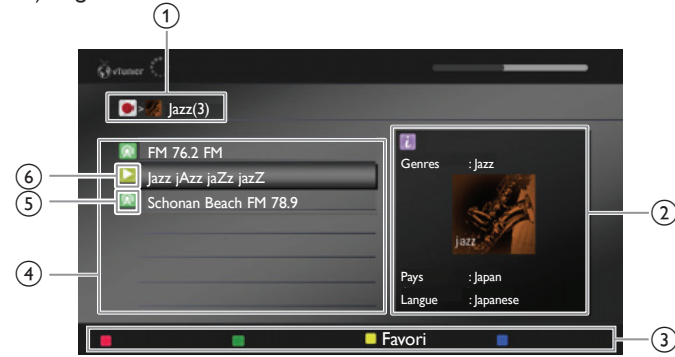 1
vTuner
Jazz(3)
FM 76.2 FM
6
Jazz jAzz jaZz jazZ
5
Schonan Beach FM 78.9
4
i
Genres : Jazz
jazz
2
Pays : Japan
Langue : Japanese
Favori
3